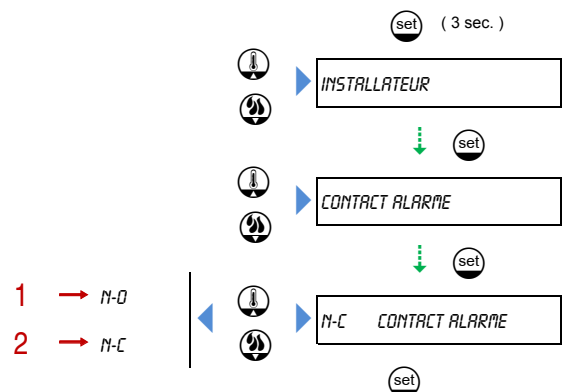 set ( 3 sec. )
INSTALLATEUR
set
CONTACT ALARME
set
1 → N-O
2 → N-C
N-C CONTACT ALARME
set